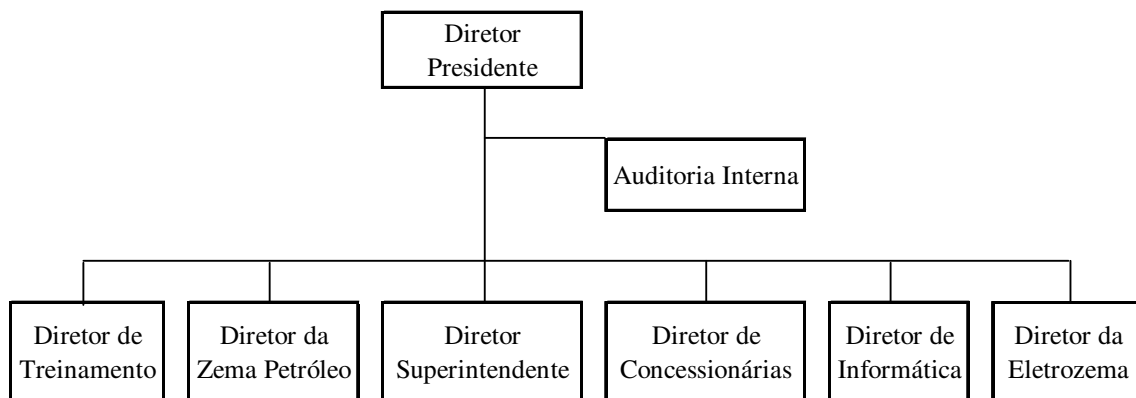 Diretor
Presidente
Auditoria Interna
Diretor de
Treinamento
Diretor da
Zema Petróleo
Diretor
Superintendente
Diretor de
Concessionárias
Diretor de
Informática
Diretor da
Eletrozema